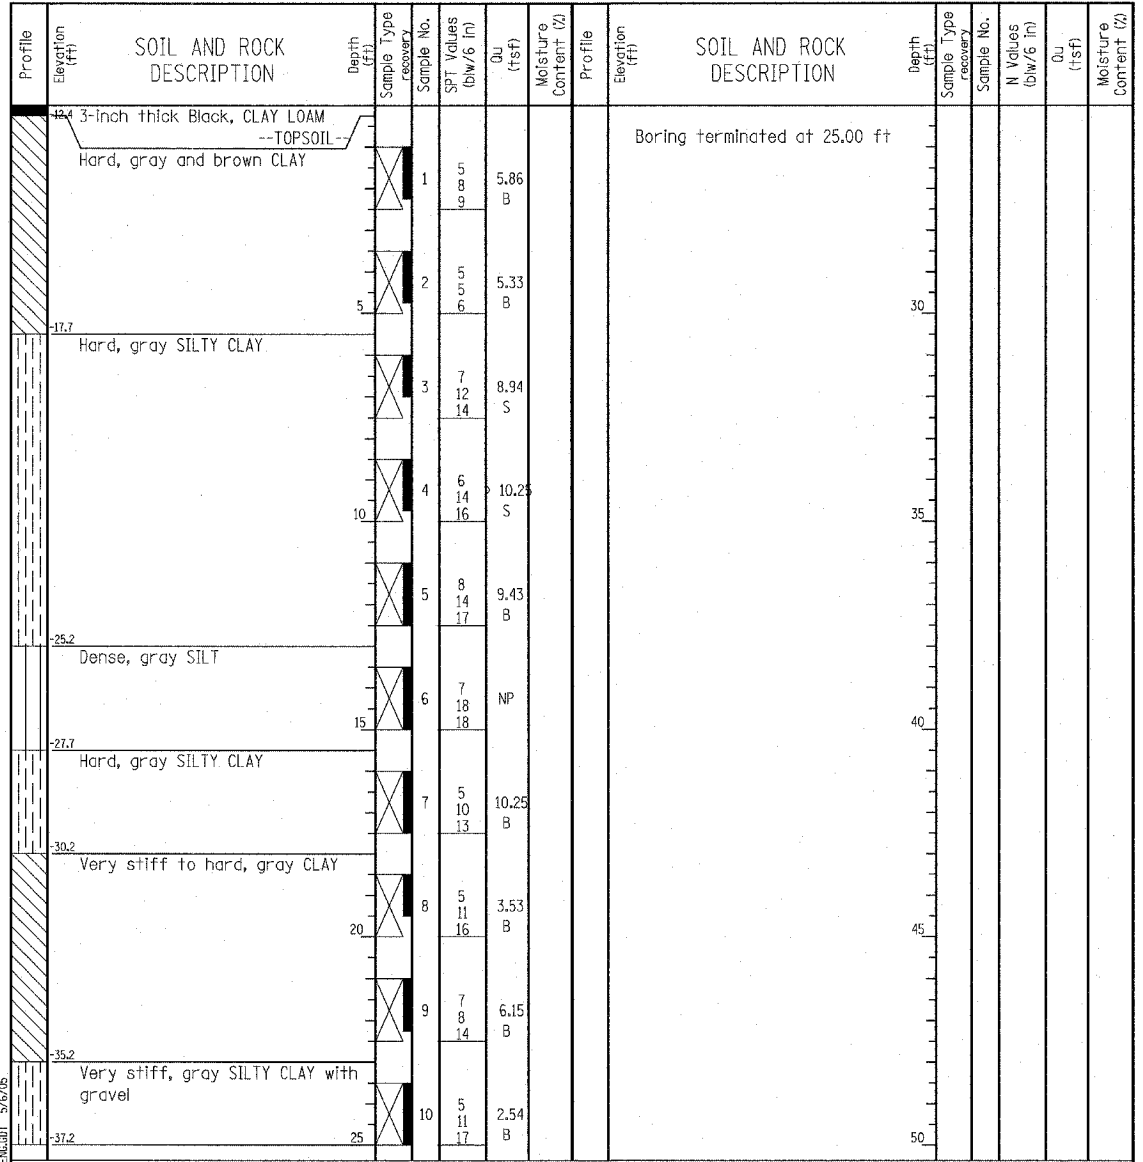 Profile
Elevation (ft)
SOIL AND ROCK
DESCRIPTION
Depth (ft)
Sample Type
recovery
Sample No.
SPT Values
(blw/6 in)
Qu
(tsf)
Moisture
Content (%)
Profile
Elevation (ft)
SOIL AND ROCK
DESCRIPTION
Depth (ft)
Sample Type
recovery
Sample No.
N Values
(blw/6 in)
Qu
(tsf)
Moisture
Content (%)
-12.4 3-inch thick Black, CLAY LOAM
--TOPSOIL--
Boring terminated at 25.00 ft
Hard, gray and brown CLAY
1 5 8 9 5.86 B
2 5 5 6 5.33 B
5
30
-17.7
Hard, gray SILTY CLAY
3 7 12 14 8.94 S
4 6 14 16 10.25 S
10
35
5 8 14 17 9.43 B
-25.2
Dense, gray SILT
6 7 18 18 NP
15
40
-27.7
Hard, gray SILTY CLAY
7 5 10 13 10.25 B
-30.2
Very stiff to hard, gray CLAY
8 5 11 16 3.53 B
20
45
9 7 8 14 6.15 B
-35.2
Very stiff, gray SILTY CLAY with
gravel
10 5 11 17 2.54 B
-37.2
25
50